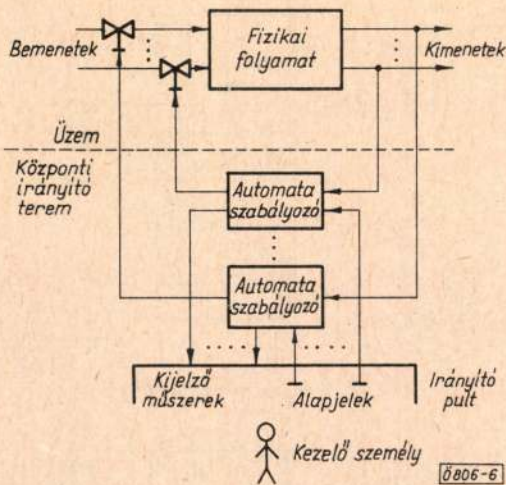 Bemenetek
Fizikai
folyamat
Kimenetek
Üzem
Központi
irányító
terem
Automata
szabályozó
Automata
szabályozó
Kijelző
műszerek
Alapjelek
Irányító
pult
Kezelő személy
Ö806-6